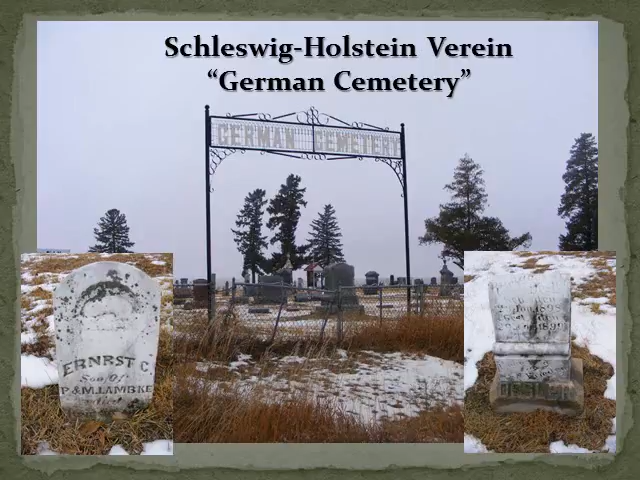 Schleswig-Holstein Verein
“German Cemetery”
GERMAN CEMETERY
ERNRST C.
Son of
P. & M. LAMBKE